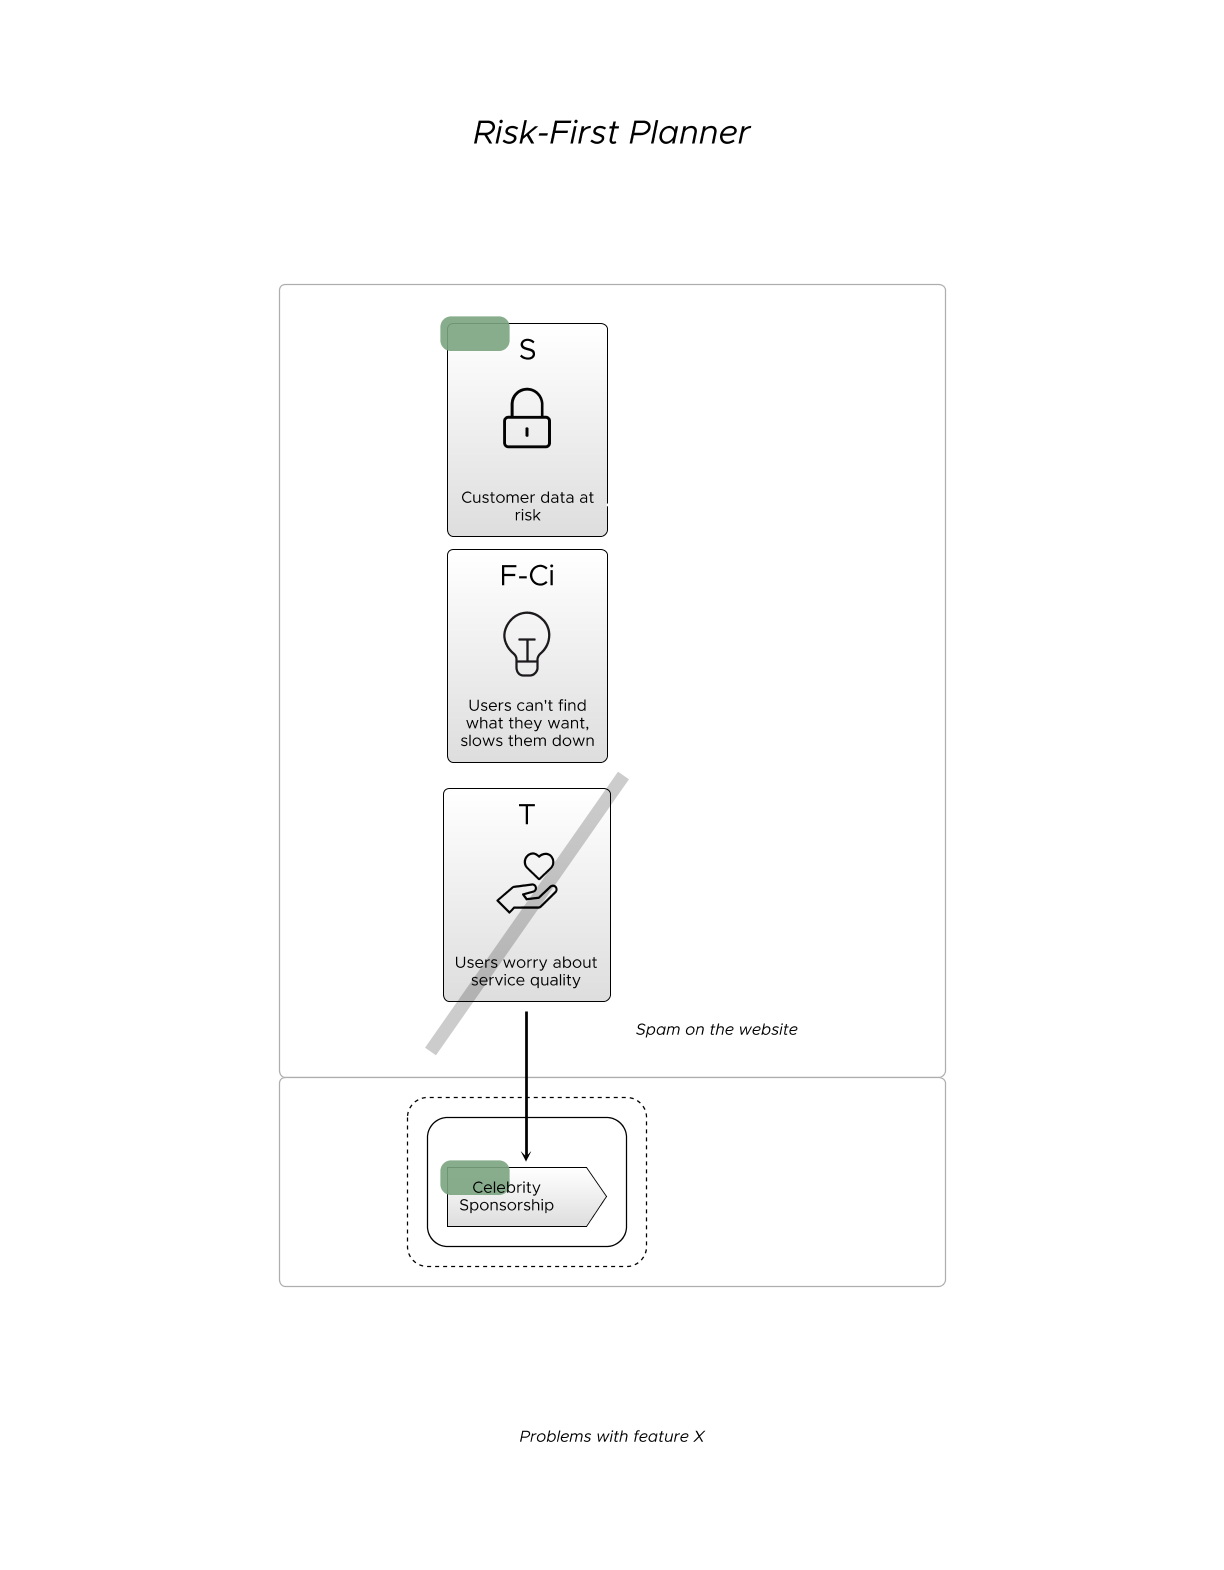 Risk-First Planner
S
Customer data at
risk
F-Ci
Users can't find
what they want,
slows them down
T
Users worry about
service quality
Spam on the website
Celebrity
Sponsorship
Problems with feature X